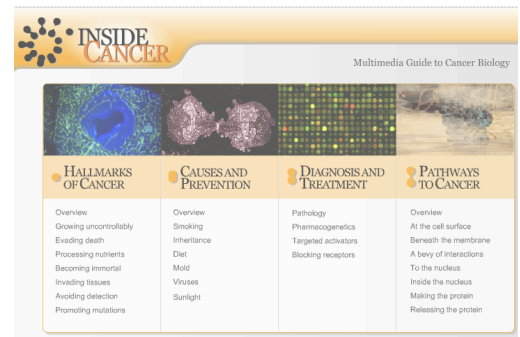 INSIDE
CANCER
Multimedia Guide to Cancer Biology
HALLMARKS
OF CANCER
Overview
Growing uncontrollably
Evading death
Processing nutrients
Becoming immortal
Invading tissues
Avoiding detection
Promoting mutations
CAUSES AND
PREVENTION
Overview
Smoking
Inheritance
Diet
Mold
Viruses
Sunlight
DIAGNOSIS AND
TREATMENT
Pathology
Pharmacogenetics
Targeted activators
Blocking receptors
PATHWAYS
TO CANCER
Overview
At the cell surface
Beneath the membrane
A bevy of interactions
To the nucleus
Inside the nucleus
Making the protein
Releasing the protein